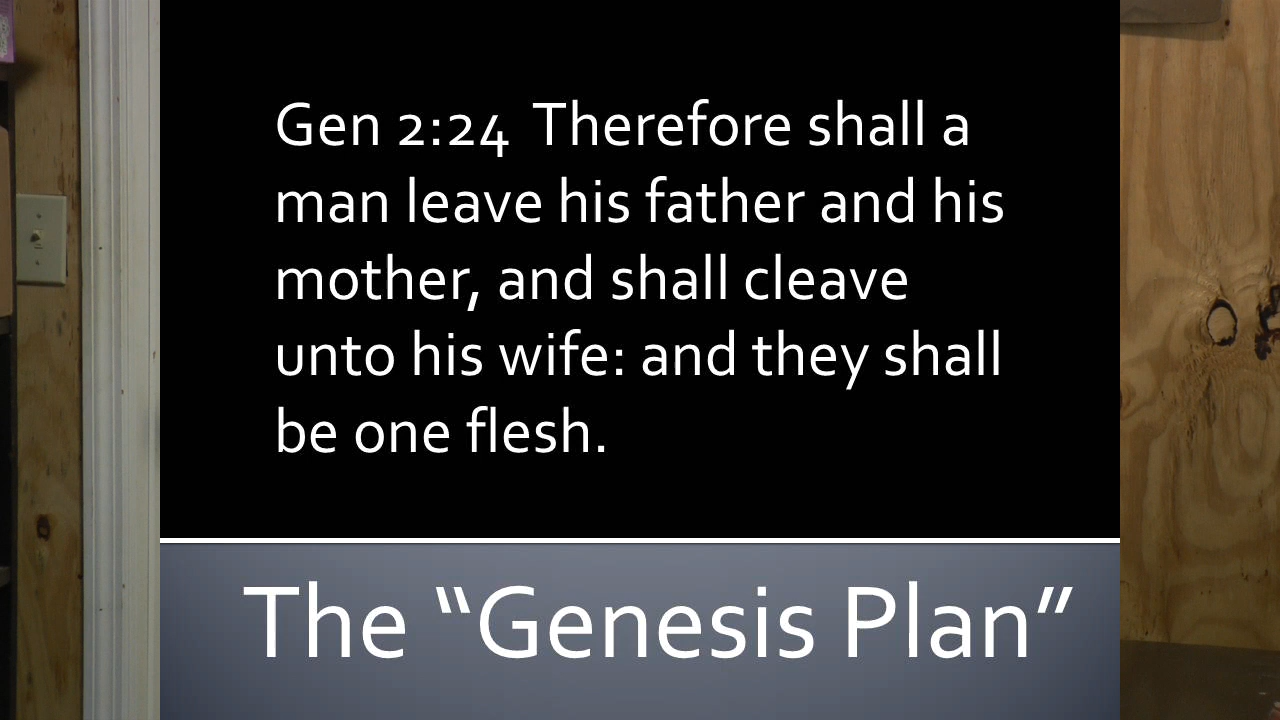 Gen 2:24  Therefore shall a
man leave his father and his
mother, and shall cleave
unto his wife: and they shall
be one flesh.
The “Genesis Plan”